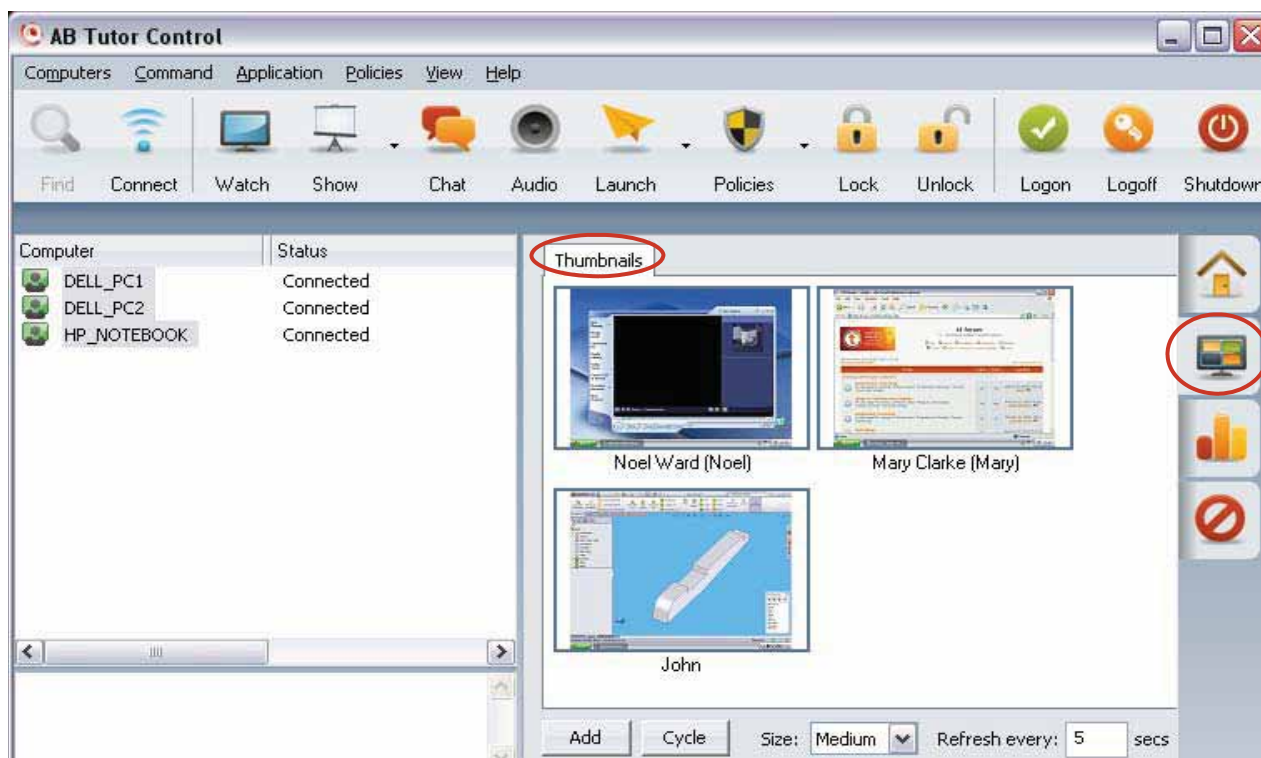 AB Tutor Control
Computers Command Application Policies View Help
Find Connect Watch Show Chat Audio Launch Policies Lock Unlock Logon Logoff Shutdown
Computer Status
DELL_PC1 Connected
DELL_PC2 Connected
HP_NOTEBOOK Connected
Thumbnails
Noel Ward (Noel) Mary Clarke (Mary)
John
Add Cycle Size: Medium Refresh every: 5 secs